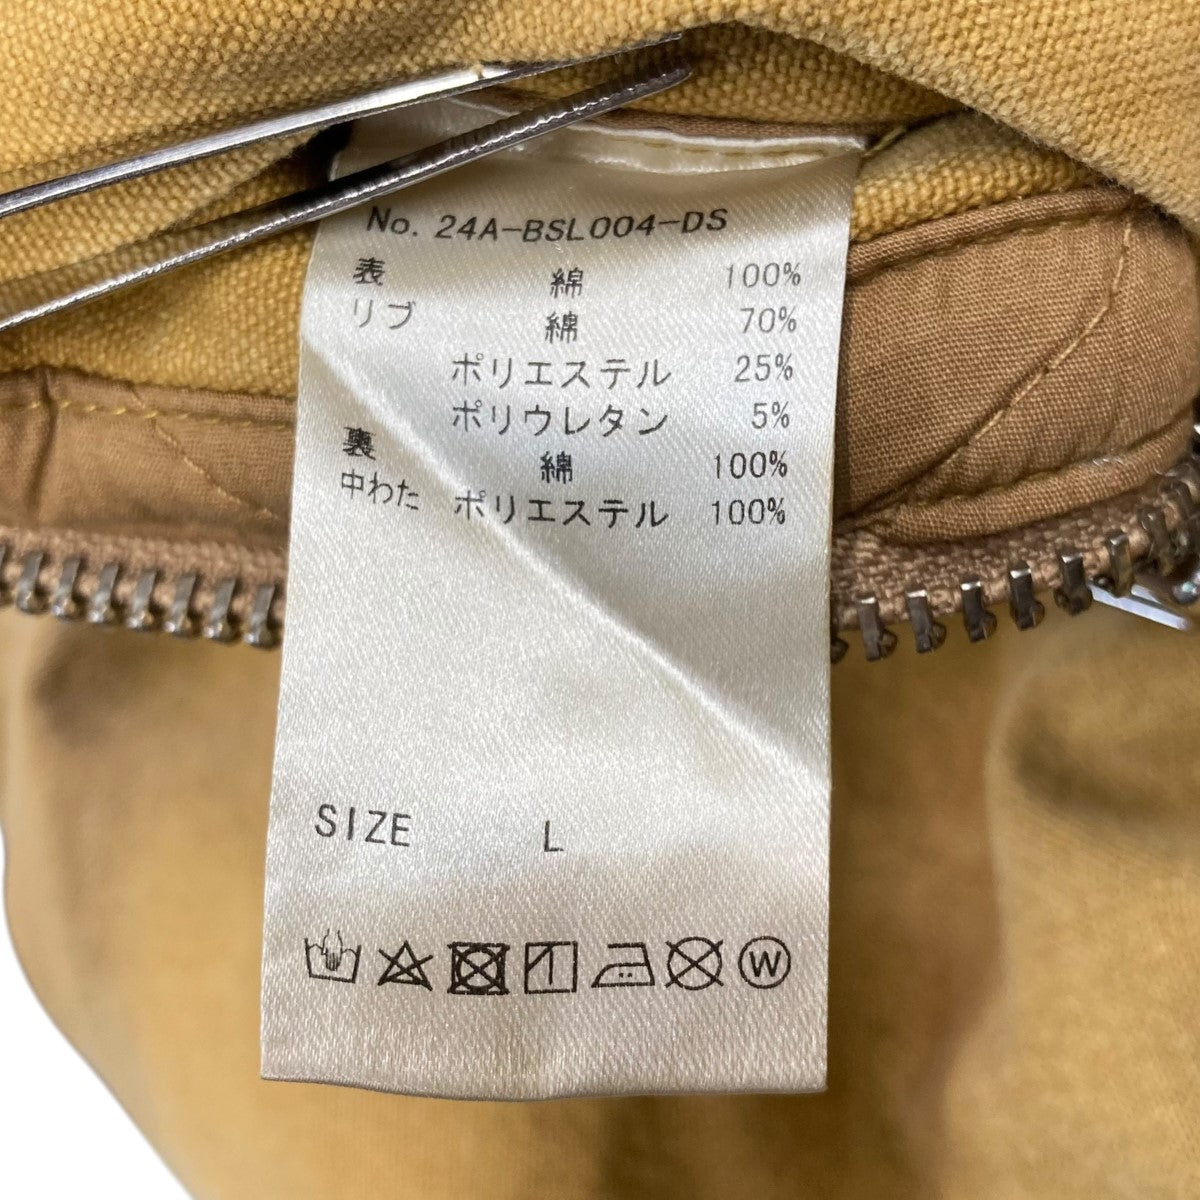 No. 24A-BSL004-DS
表 綿 100%
リブ 綿 70%
ポリエステル 25%
ポリウレタン 5%
裏 綿 100%
中わた ポリエステル 100%
SIZE L
W